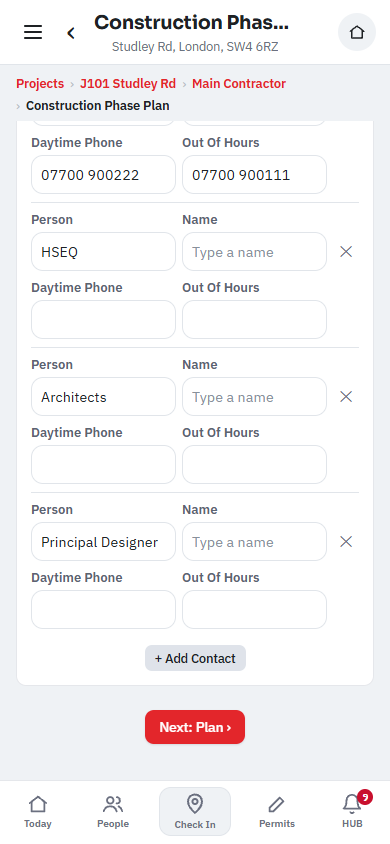 Construction Phas...
Studley Rd, London, SW4 6RZ
Projects › J101 Studley Rd › Main Contractor
› Construction Phase Plan
Daytime Phone Out Of Hours
07700 900222 07700 900111
Person Name
HSEQ Type a name
Daytime Phone Out Of Hours
Person Name
Architects Type a name
Daytime Phone Out Of Hours
Person Name
Principal Designer Type a name
Daytime Phone Out Of Hours
+ Add Contact
Next: Plan ›
9
Today People Check In Permits HUB